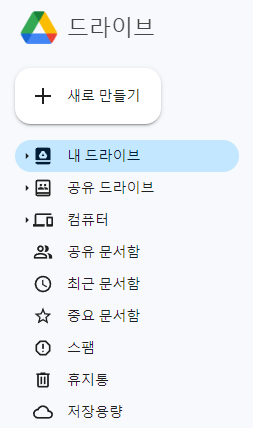 드라이브
새로 만들기
내 드라이브
공유 드라이브
컴퓨터
공유 문서함
최근 문서함
중요 문서함
스팸
휴지통
저장용량